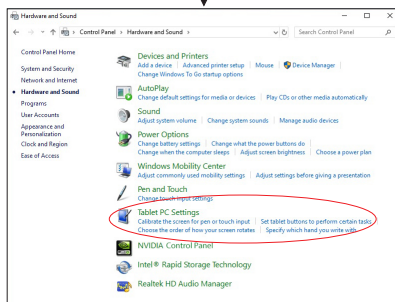 Hardware and Sound
Control Panel > Hardware and Sound >
Search Control Panel
Control Panel Home
System and Security
Network and Internet
Hardware and Sound
Programs
User Accounts
Appearance and
Personalization
Clock and Region
Ease of Access
Devices and Printers
Add a device | Advanced printer setup | Mouse | Device Manager |
Change Windows To Go startup options
AutoPlay
Change default settings for media or devices | Play CDs or other media automatically
Sound
Adjust system volume | Change system sounds | Manage audio devices
Power Options
Change battery settings | Change what the power buttons do |
Change when the computer sleeps | Adjust screen brightness | Choose a power plan
Windows Mobility Center
Adjust commonly used mobility settings | Adjust settings before giving a presentation
Pen and Touch
Change touch input settings
Tablet PC Settings
Calibrate the screen for pen or touch input | Set tablet buttons to perform certain tasks
Choose the order of how your screen rotates | Specify which hand you write with
NVIDIA Control Panel
Intel® Rapid Storage Technology
Realtek HD Audio Manager